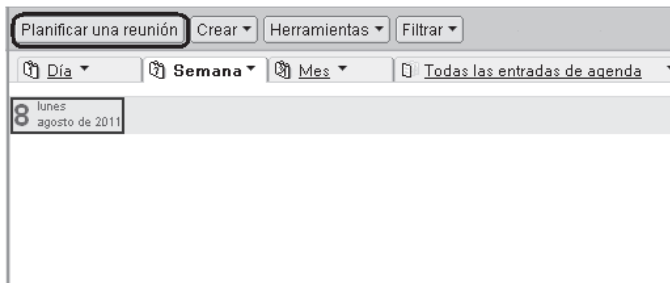 Planificar una reunión Crear Herramientas Filtrar
Día Semana Mes Todas las entradas de agenda
8 lunes
agosto de 2011